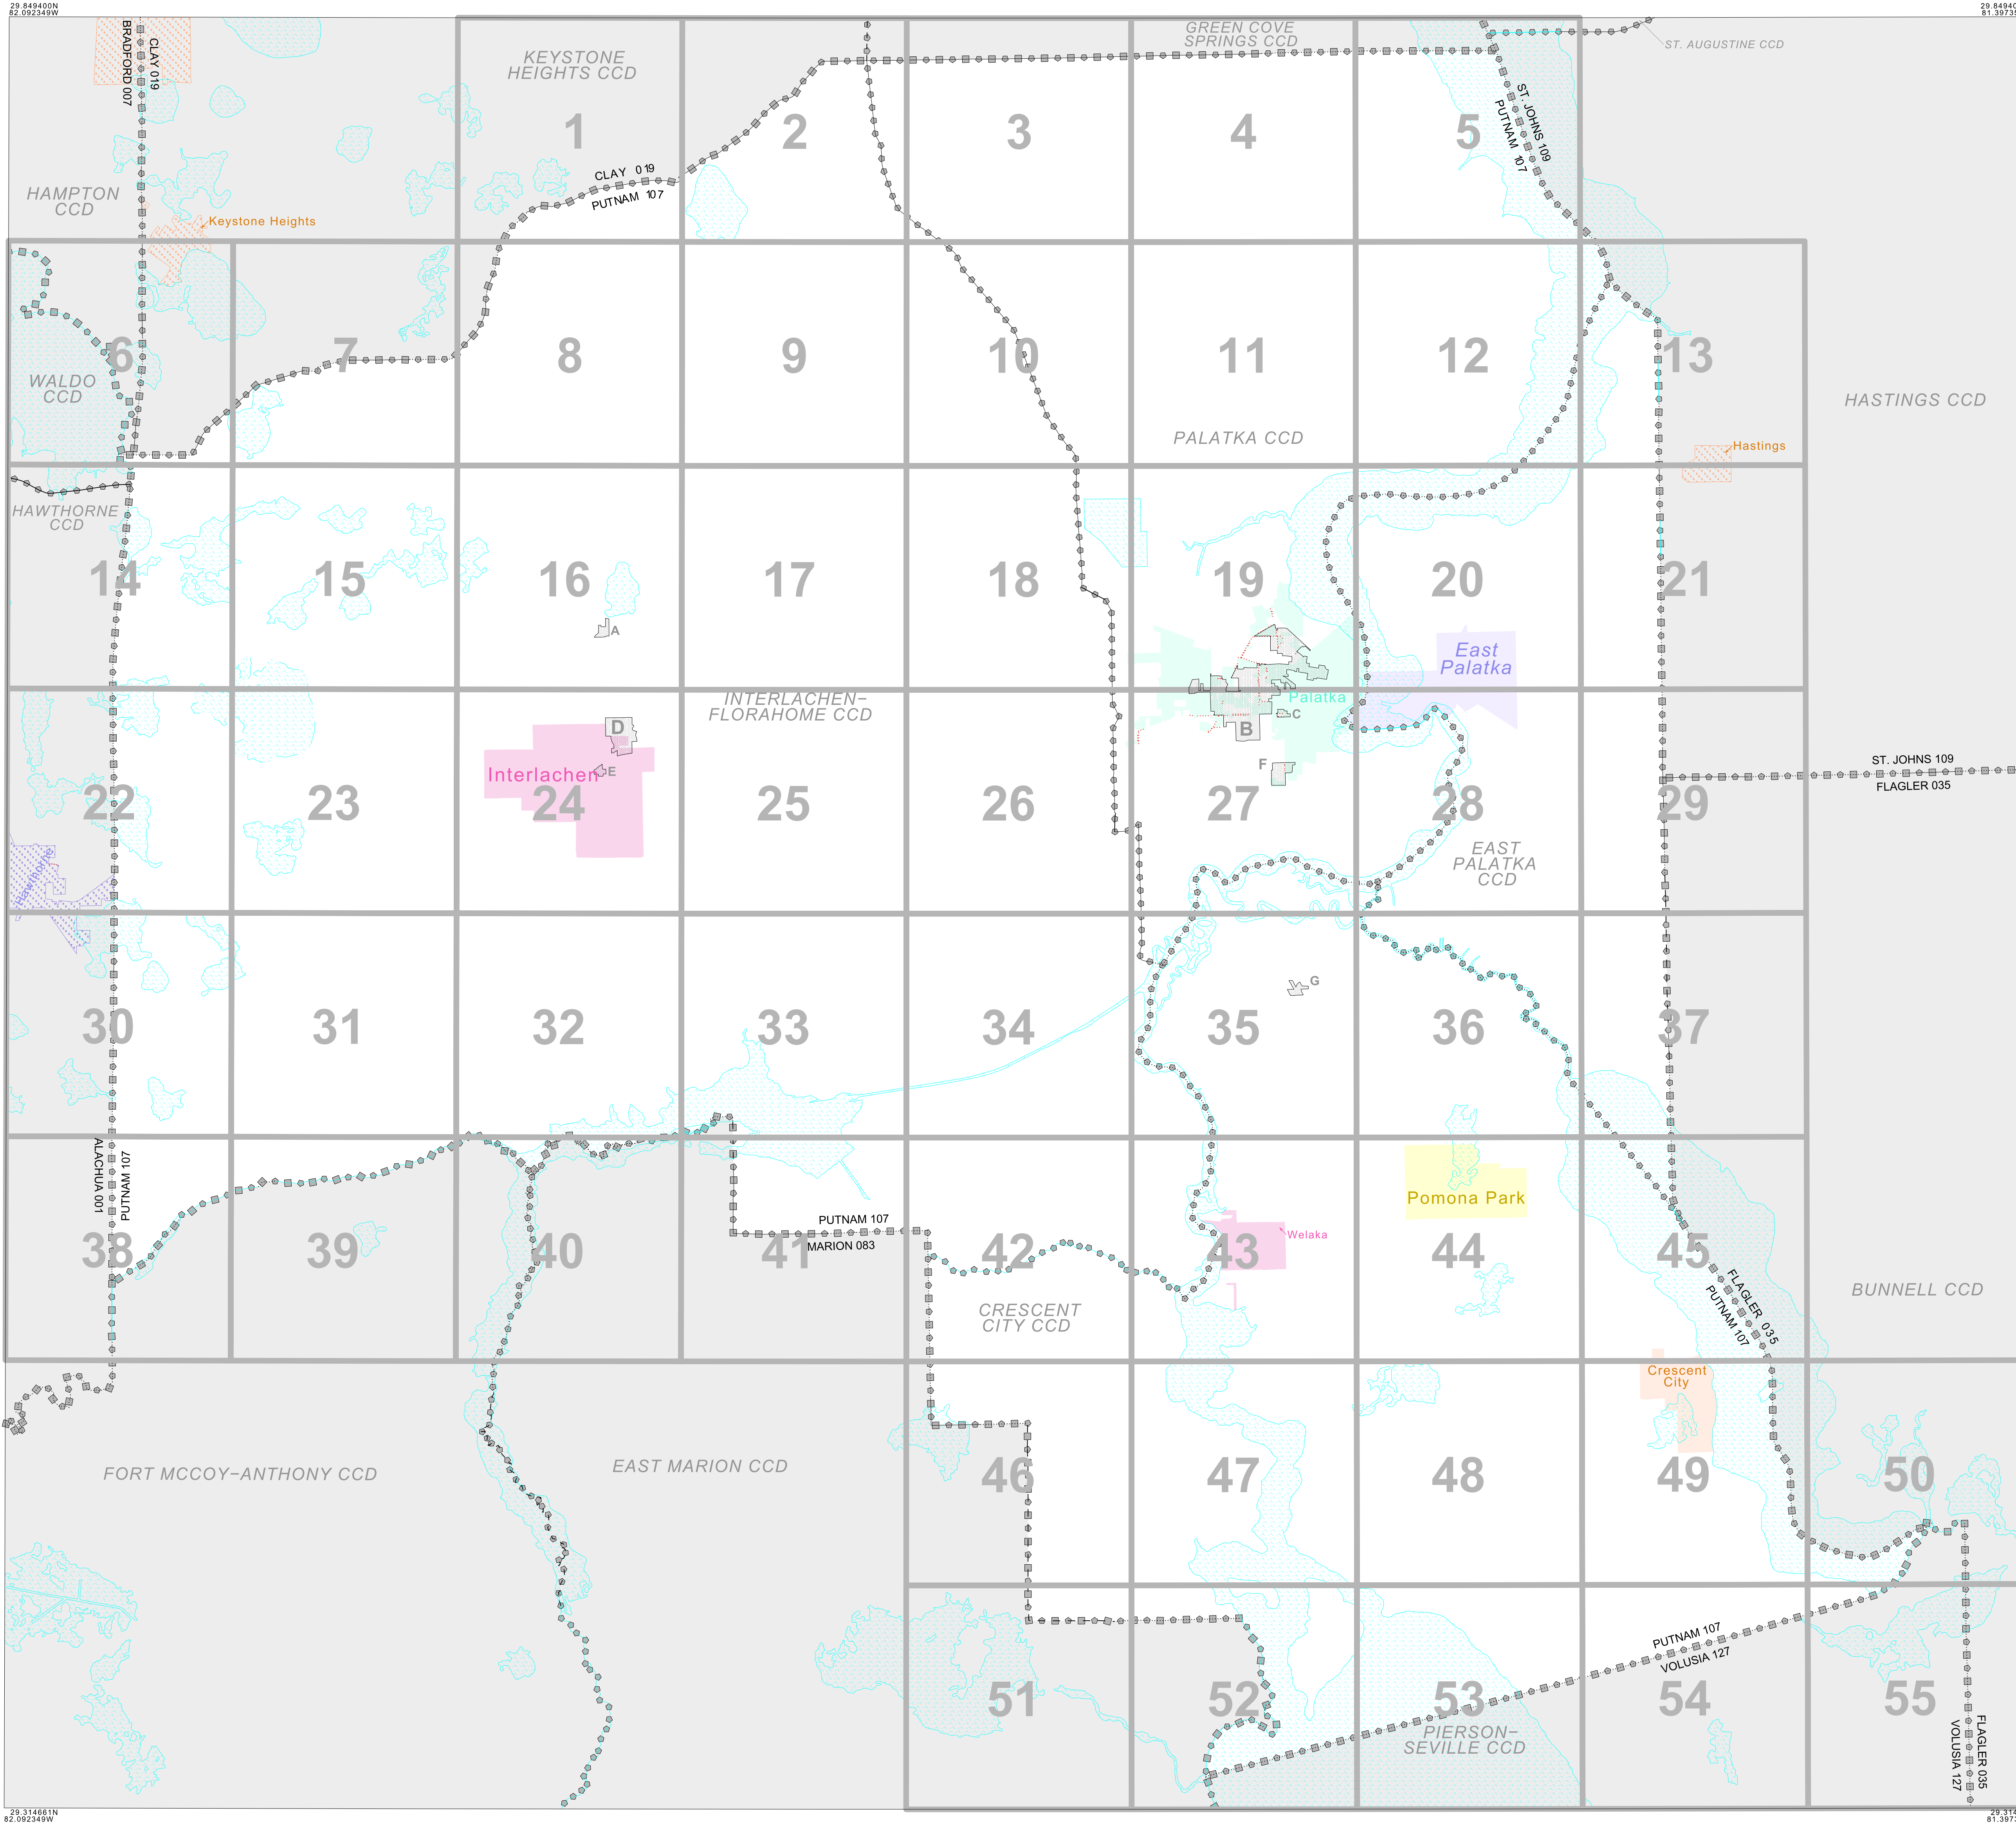 29.849400N
82.092349W
29.84940
81.39735
BRADFORD 007
CLAY 019
KEYSTONE
HEIGHTS CCD
GREEN COVE
SPRINGS CCD
ST. AUGUSTINE CCD
1
2
3
4
5
ST. JOHNS 109
PUTNAM 107
CLAY 019
PUTNAM 107
HAMPTON
CCD
Keystone Heights
6
7
8
9
10
11
12
13
WALDO
CCD
PALATKA CCD
HASTINGS CCD
Hastings
HAWTHORNE
CCD
14
15
16
17
18
19
20
21
A
East
Palatka
INTERLACHEN-
FLORAHOME CCD
Palatka
D
B
C
Interlachen
E
F
ST. JOHNS 109
FLAGLER 035
22
23
24
25
26
27
28
29
Hawthorne
EAST
PALATKA
CCD
G
30
31
32
33
34
35
36
37
ALACHUA 001
PUTNAM 107
Pomona Park
PUTNAM 107
MARION 083
Welaka
38
39
40
41
42
43
44
45
FLAGLER 035
PUTNAM 107
BUNNELL CCD
CRESCENT
CITY CCD
Crescent
City
FORT MCCOY-ANTHONY CCD
EAST MARION CCD
46
47
48
49
50
PUTNAM 107
VOLUSIA 127
51
52
53
54
55
PIERSON-
SEVILLE CCD
VOLUSIA 127
FLAGLER 035
29.314661N
82.092349W
29.314
81.3973